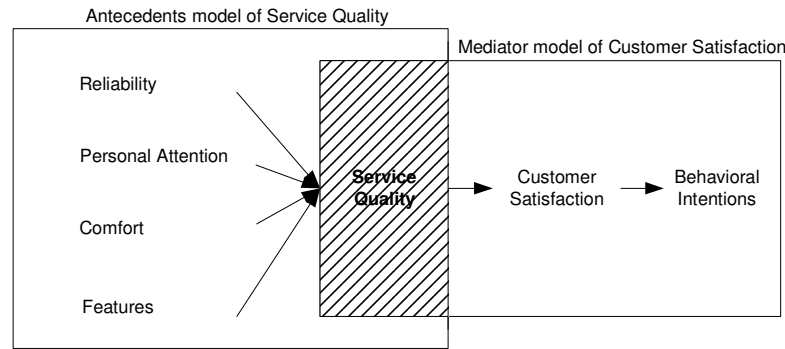 Antecedents model of Service Quality
Mediator model of Customer Satisfaction
Reliability
Personal Attention
Comfort
Features
Service
Quality
Customer
Satisfaction
Behavioral
Intentions